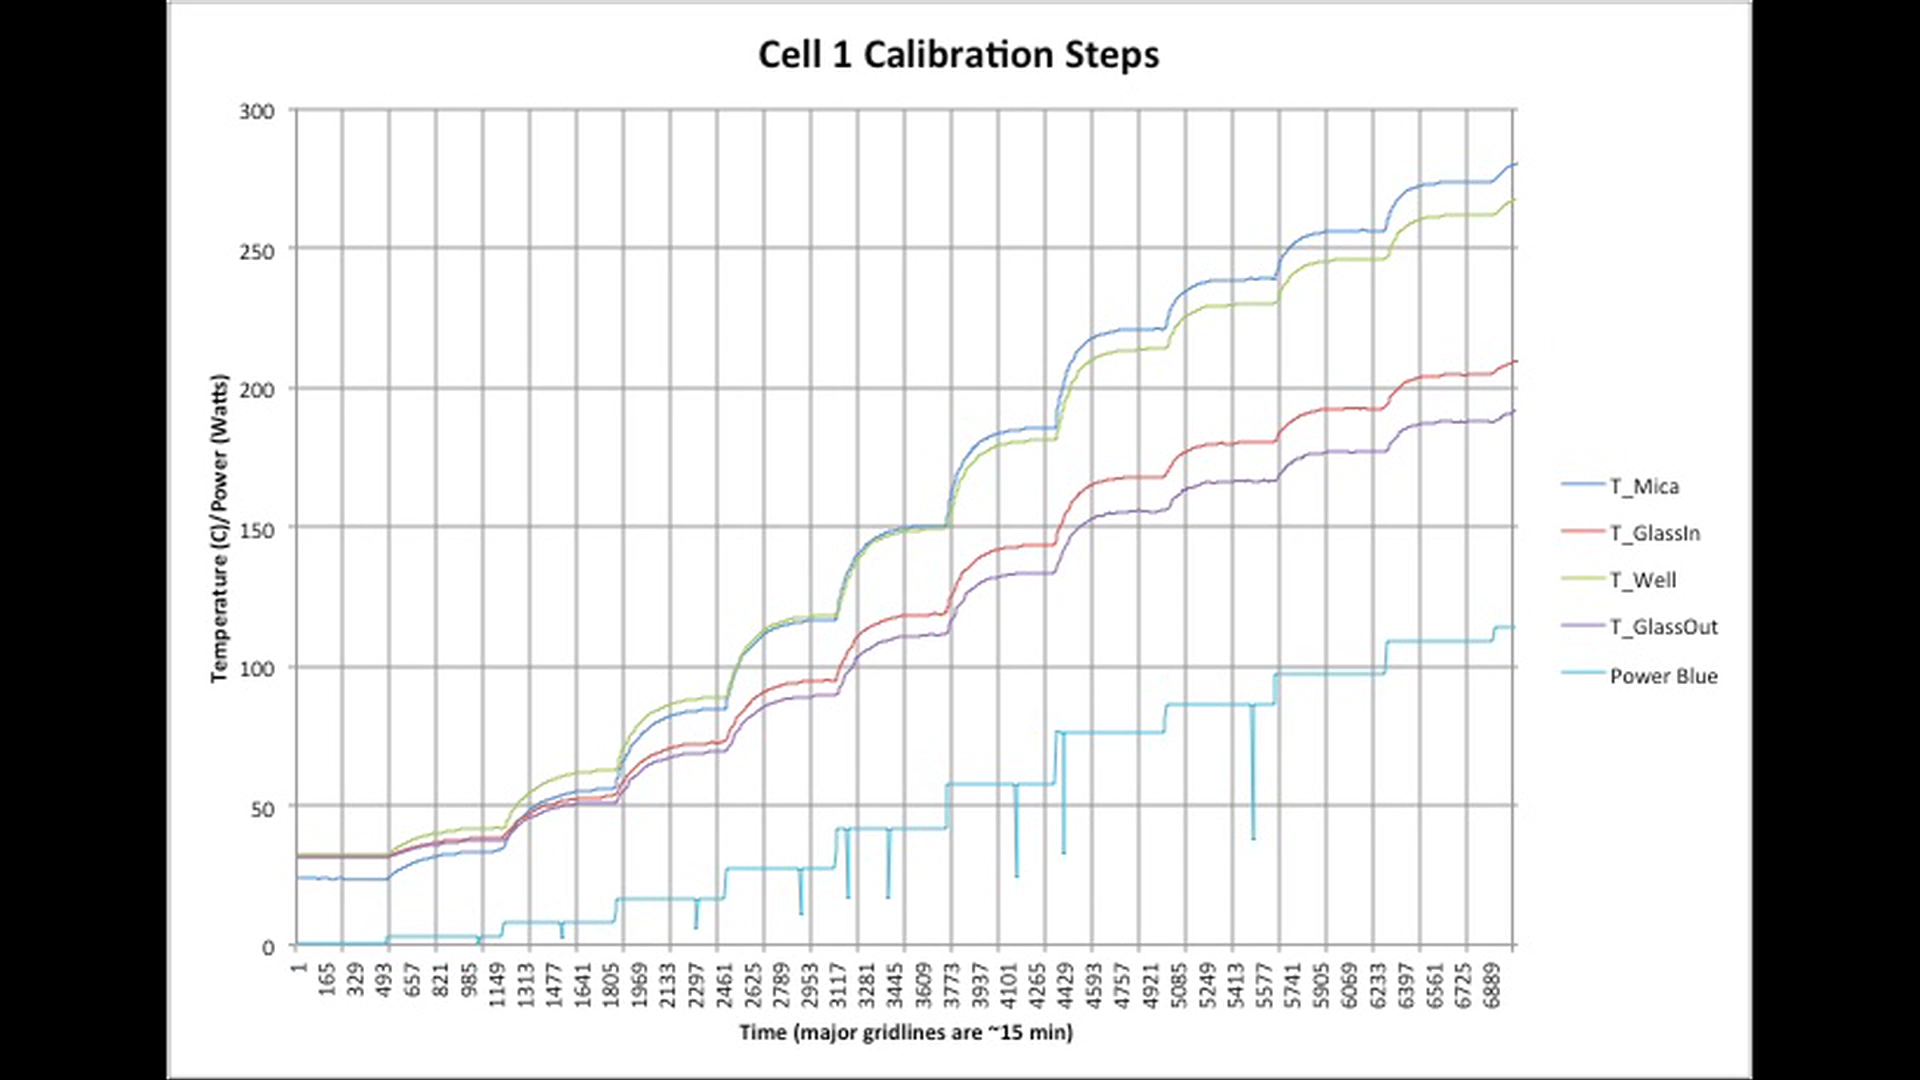 Cell 1 Calibration Steps
300
250
200
150
100
50
0
Temperature (C)/Power (Watts)
1 165 329 493 657 821 985 1149 1313 1477 1641 1805 1969 2133 2297 2461 2625 2789 2953 3117 3281 3445 3609 3773 3937 4101 4265 4429 4593 4757 4921 5085 5249 5413 5577 5741 5905 6069 6233 6397 6561 6725 6889
Time (major gridlines are ~15 min)
T_Mica
T_GlassIn
T_Well
T_GlassOut
Power Blue